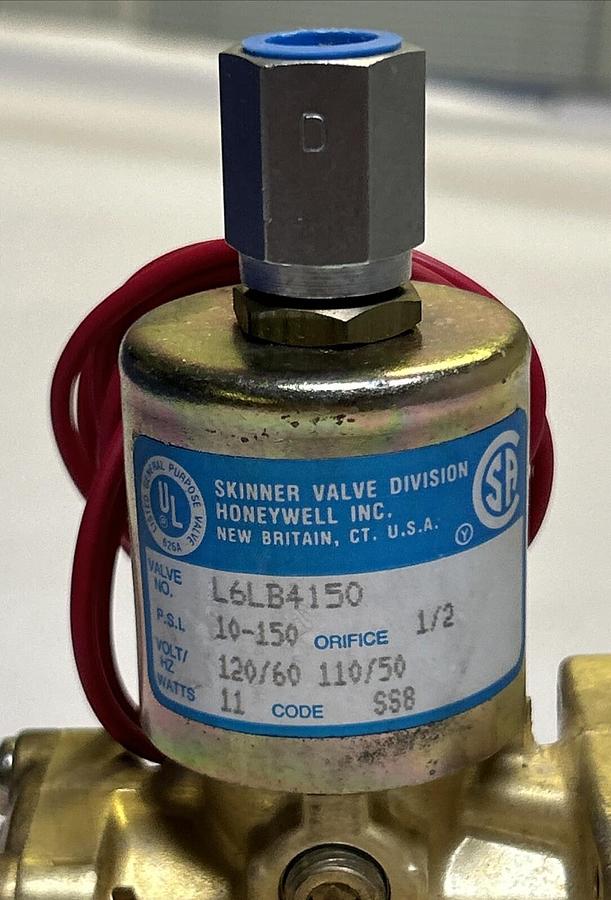 D
LISTED GENERAL PURPOSE VALVE
UL
®
626A
SKINNER VALVE DIVISION
HONEYWELL INC.
NEW BRITAIN, CT. U.S.A.
Y
SA
VALVE NO. L6LB4150
P.S.I. 10-150 ORIFICE 1/2
VOLT/HZ 120/60 110/50
WATTS 11 CODE SS8